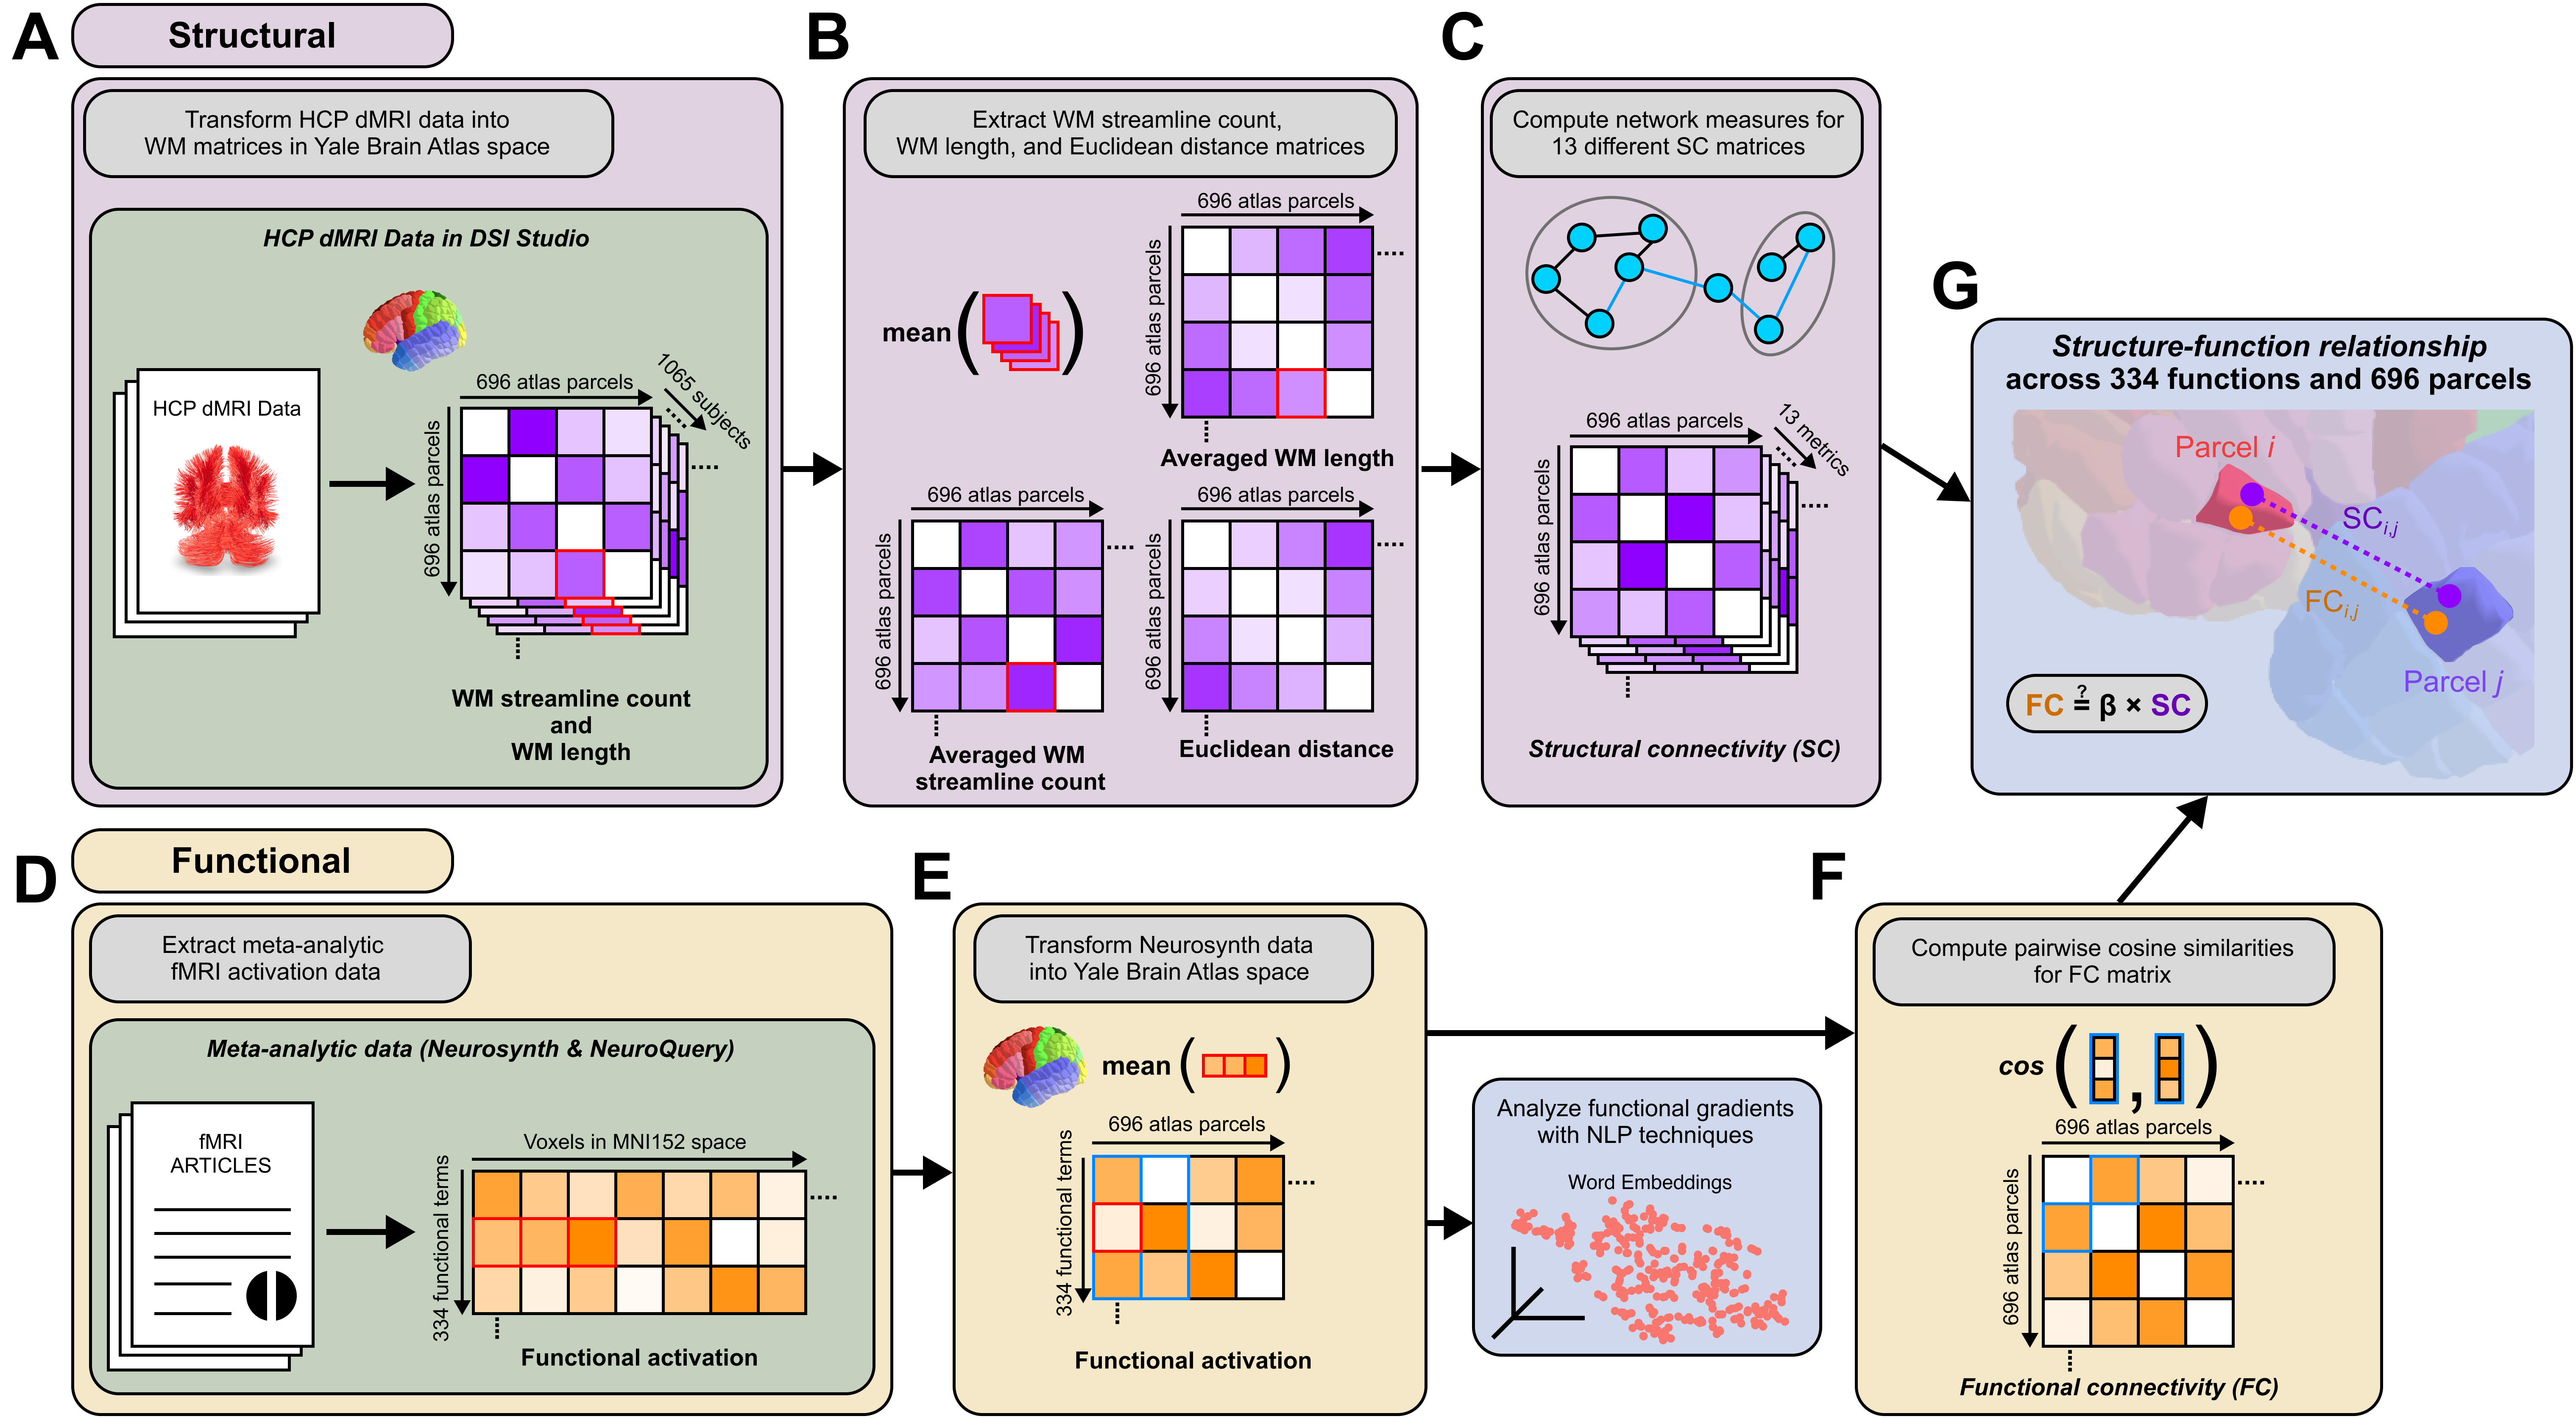 A
Structural
Transform HCP dMRI data into
WM matrices in Yale Brain Atlas space
HCP dMRI Data in DSI Studio
HCP dMRI Data
696 atlas parcels
696 atlas parcels
1065 subjects
WM streamline count
and
WM length
B
Extract WM streamline count,
WM length, and Euclidean distance matrices
mean ( )
696 atlas parcels
696 atlas parcels
Averaged WM length
696 atlas parcels
696 atlas parcels
Averaged WM
streamline count
696 atlas parcels
696 atlas parcels
Euclidean distance
C
Compute network measures for
13 different SC matrices
696 atlas parcels
696 atlas parcels
13 metrics
Structural connectivity (SC)
G
Structure-function relationship
across 334 functions and 696 parcels
Parcel i
SCi,j
FCi,j
Parcel j
FC ≟ β × SC
D
Functional
Extract meta-analytic
fMRI activation data
Meta-analytic data (Neurosynth & NeuroQuery)
fMRI
ARTICLES
Voxels in MNI152 space
334 functional terms
Functional activation
E
Transform Neurosynth data
into Yale Brain Atlas space
mean ( )
696 atlas parcels
334 functional terms
Functional activation
Analyze functional gradients
with NLP techniques
Word Embeddings
F
Compute pairwise cosine similarities
for FC matrix
cos ( , )
696 atlas parcels
696 atlas parcels
Functional connectivity (FC)